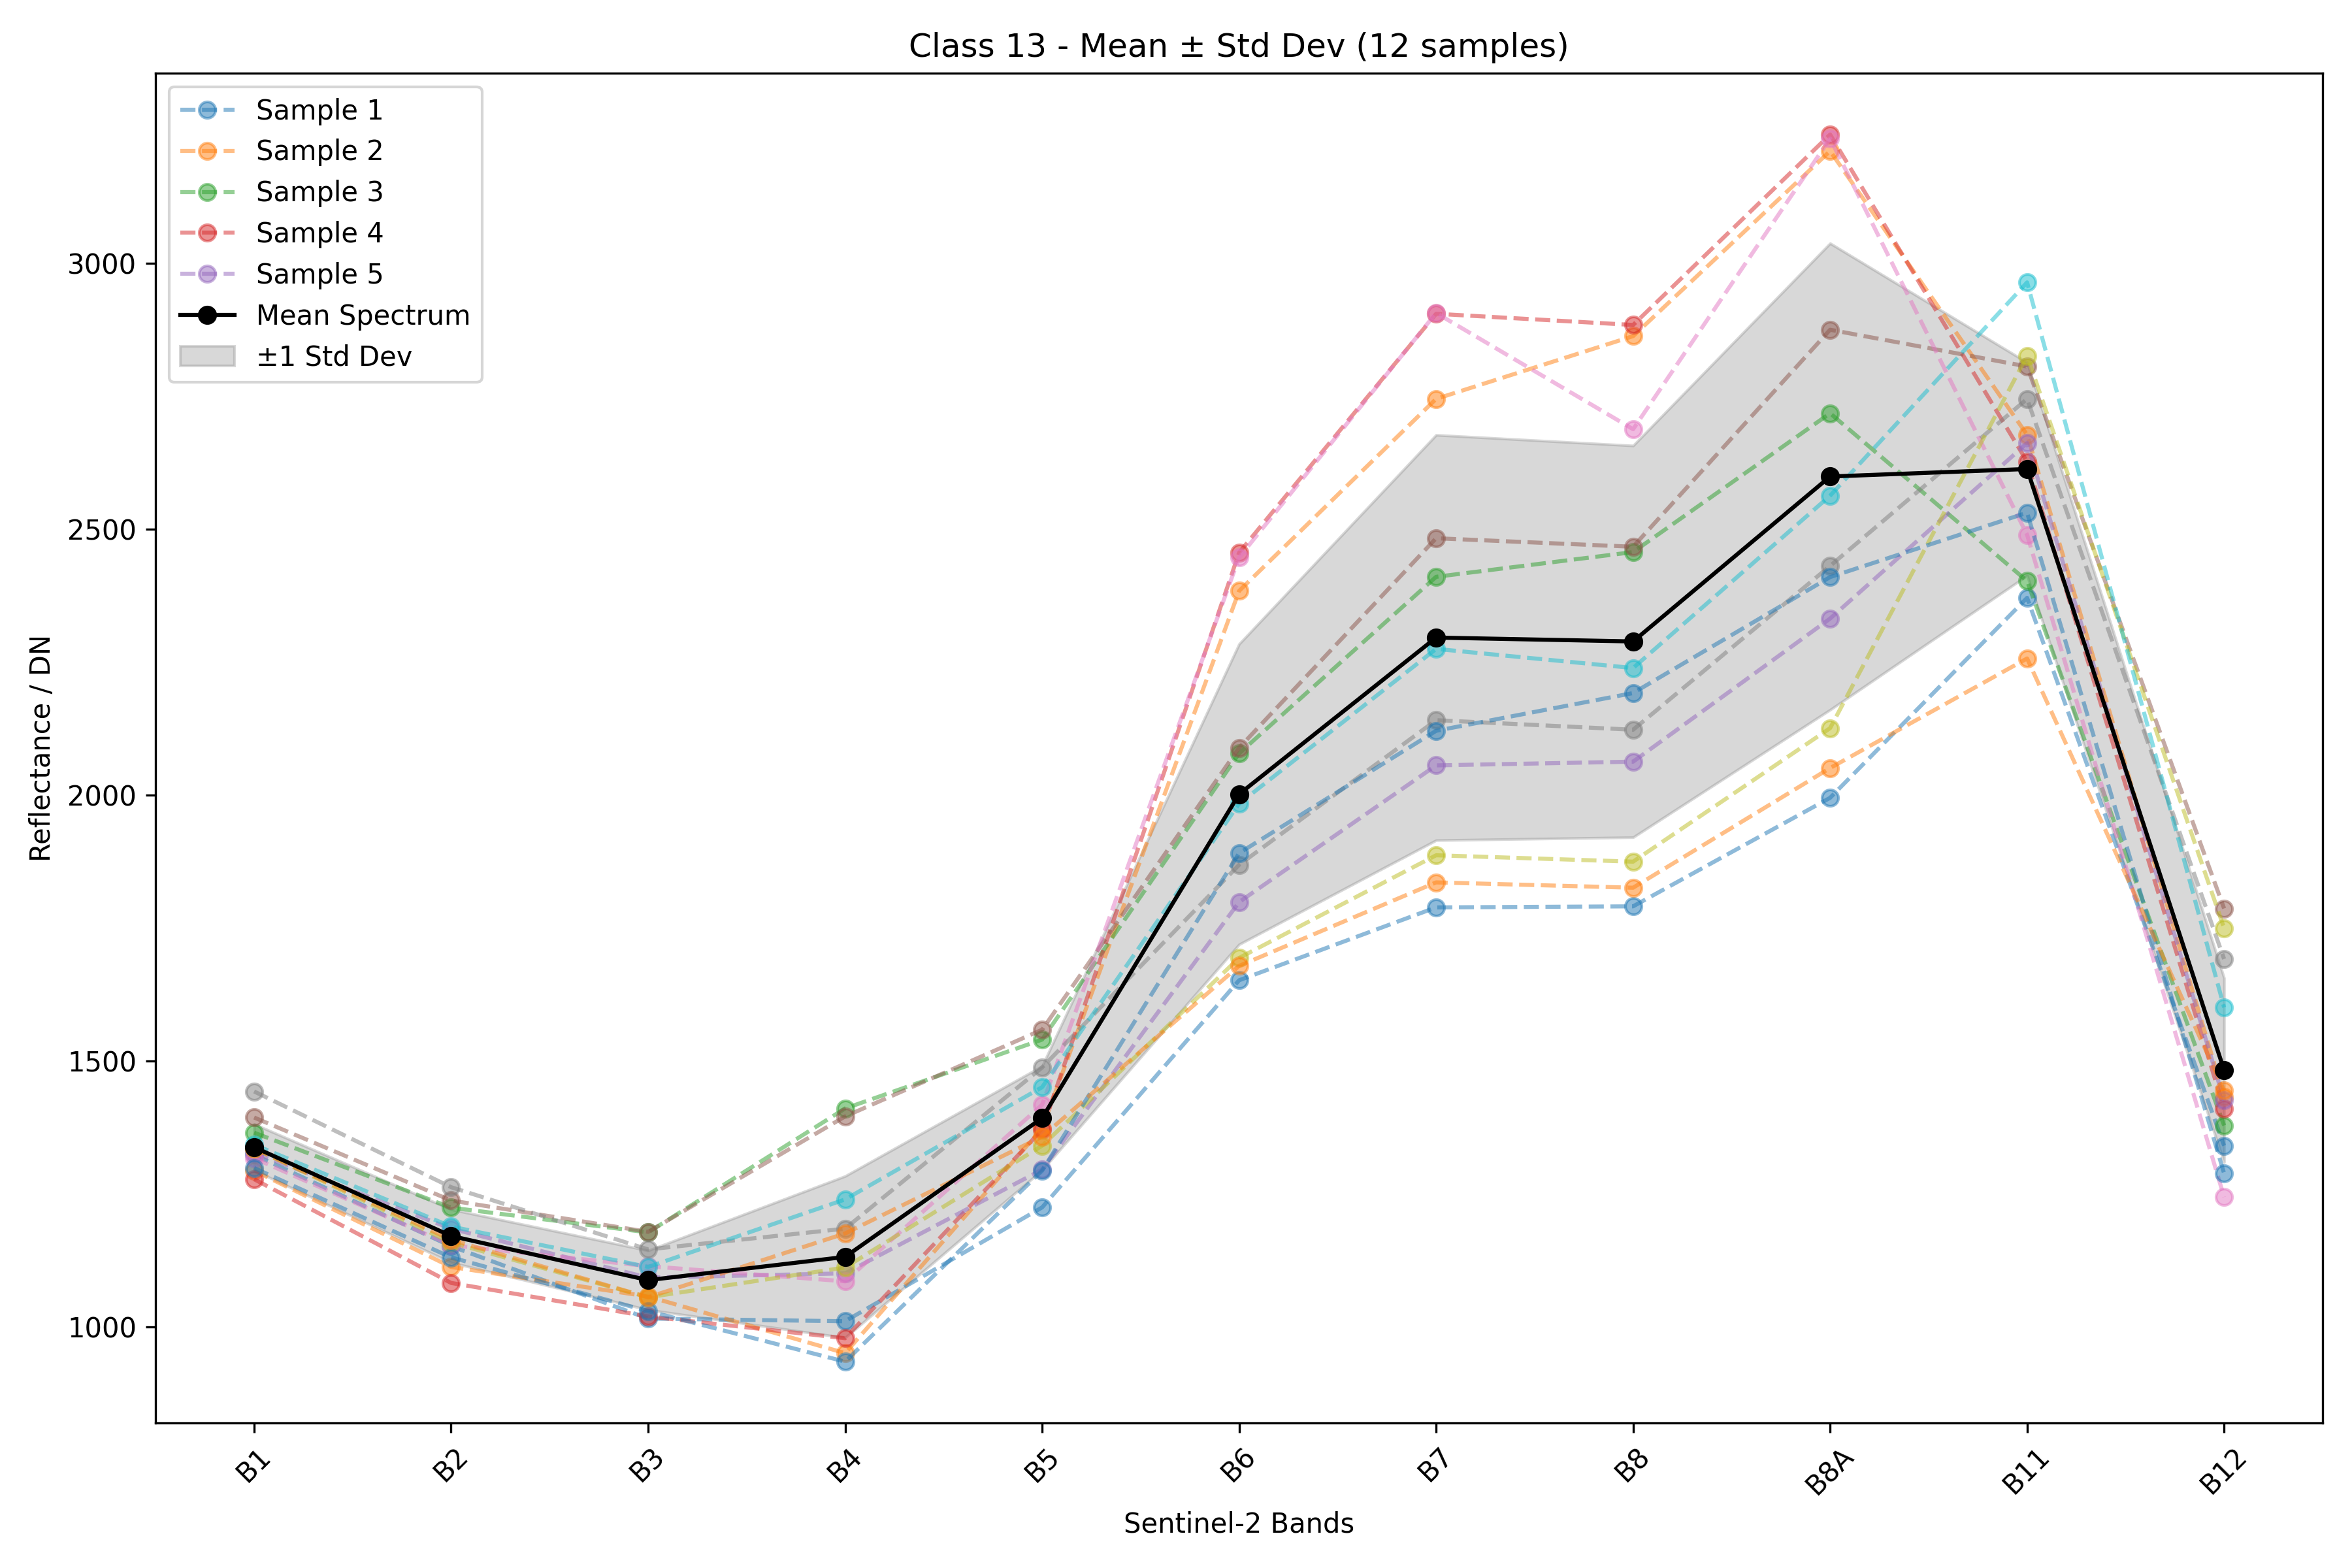 Class 13 - Mean ± Std Dev (12 samples)
Sample 1
Sample 2
Sample 3
Sample 4
Sample 5
Mean Spectrum
±1 Std Dev
Reflectance / DN
3000
2500
2000
1500
1000
B1 B2 B3 B4 B5 B6 B7 B8 B8A B11 B12
Sentinel-2 Bands